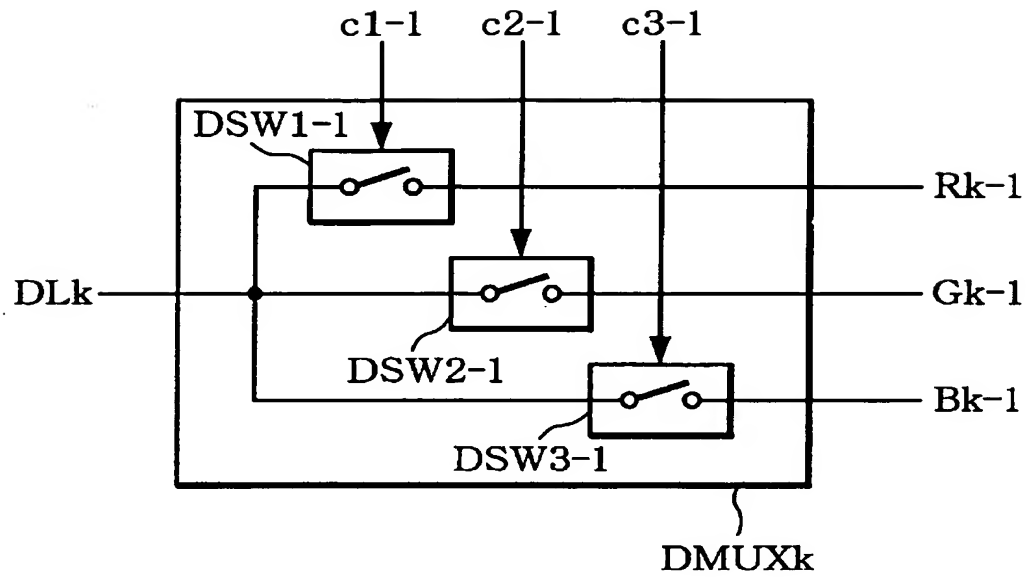 c1-1
c2-1
c3-1
DSW1-1
Rk-1
DLk
Gk-1
DSW2-1
Bk-1
DSW3-1
DMUXk